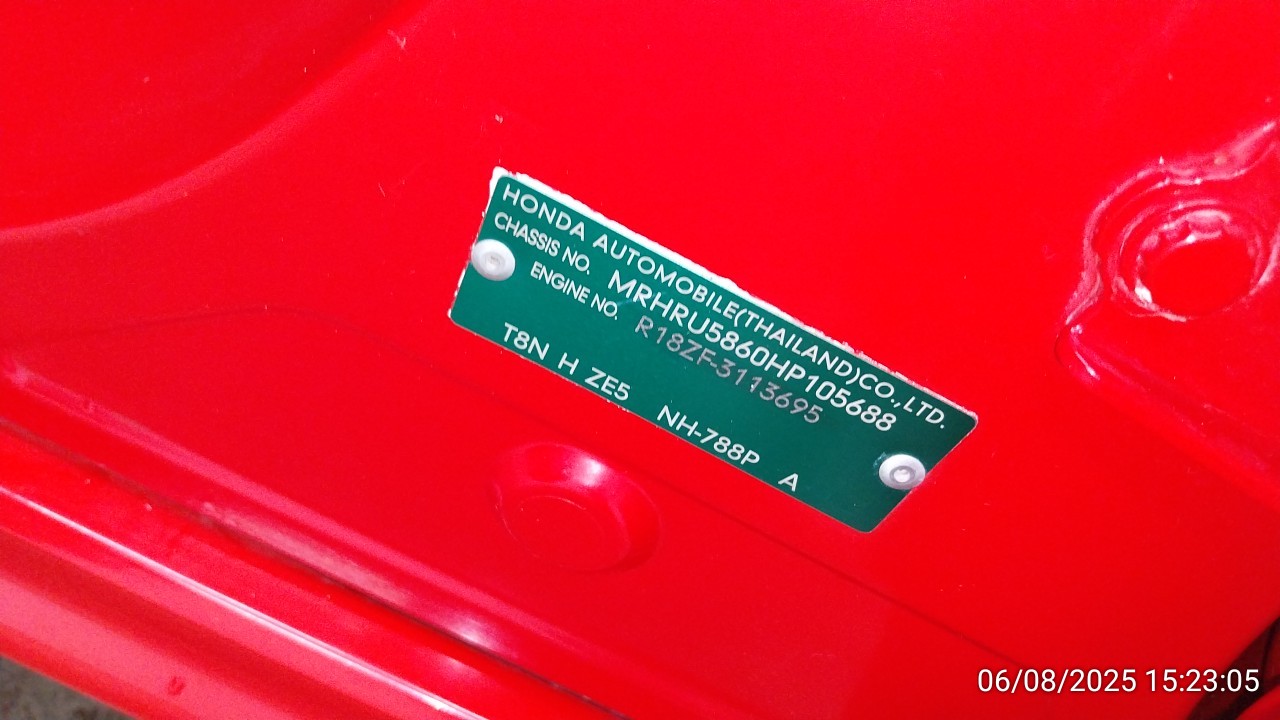 HONDA AUTOMOBILE(THAILAND)CO.,LTD.
CHASSIS NO. MRHRU5860HP105688
ENGINE NO. R18ZF-3113695
T8N H ZE5 NH-788P A
06/08/2025 15:23:05